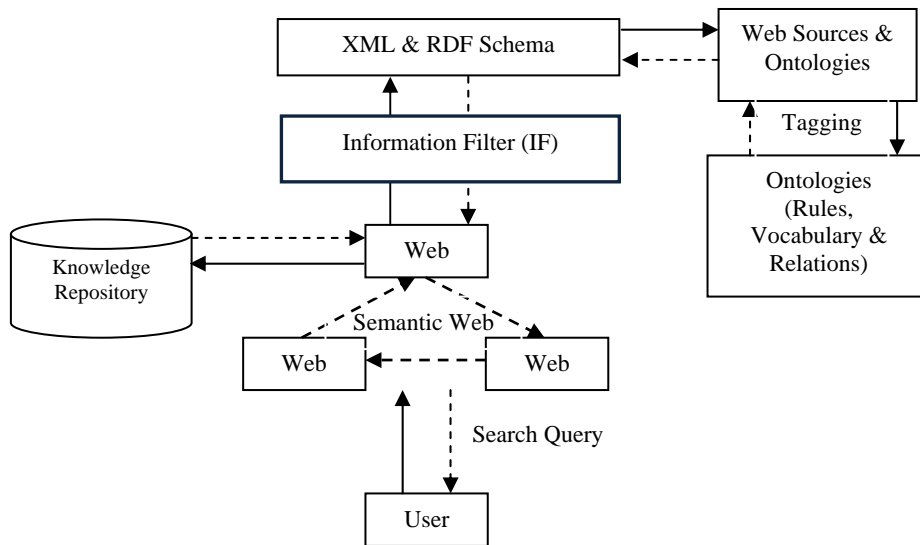 XML & RDF Schema
Web Sources &
Ontologies
Tagging
Information Filter (IF)
Ontologies
(Rules,
Vocabulary &
Relations)
Web
Knowledge
Repository
Semantic Web
Web
Web
Search Query
User